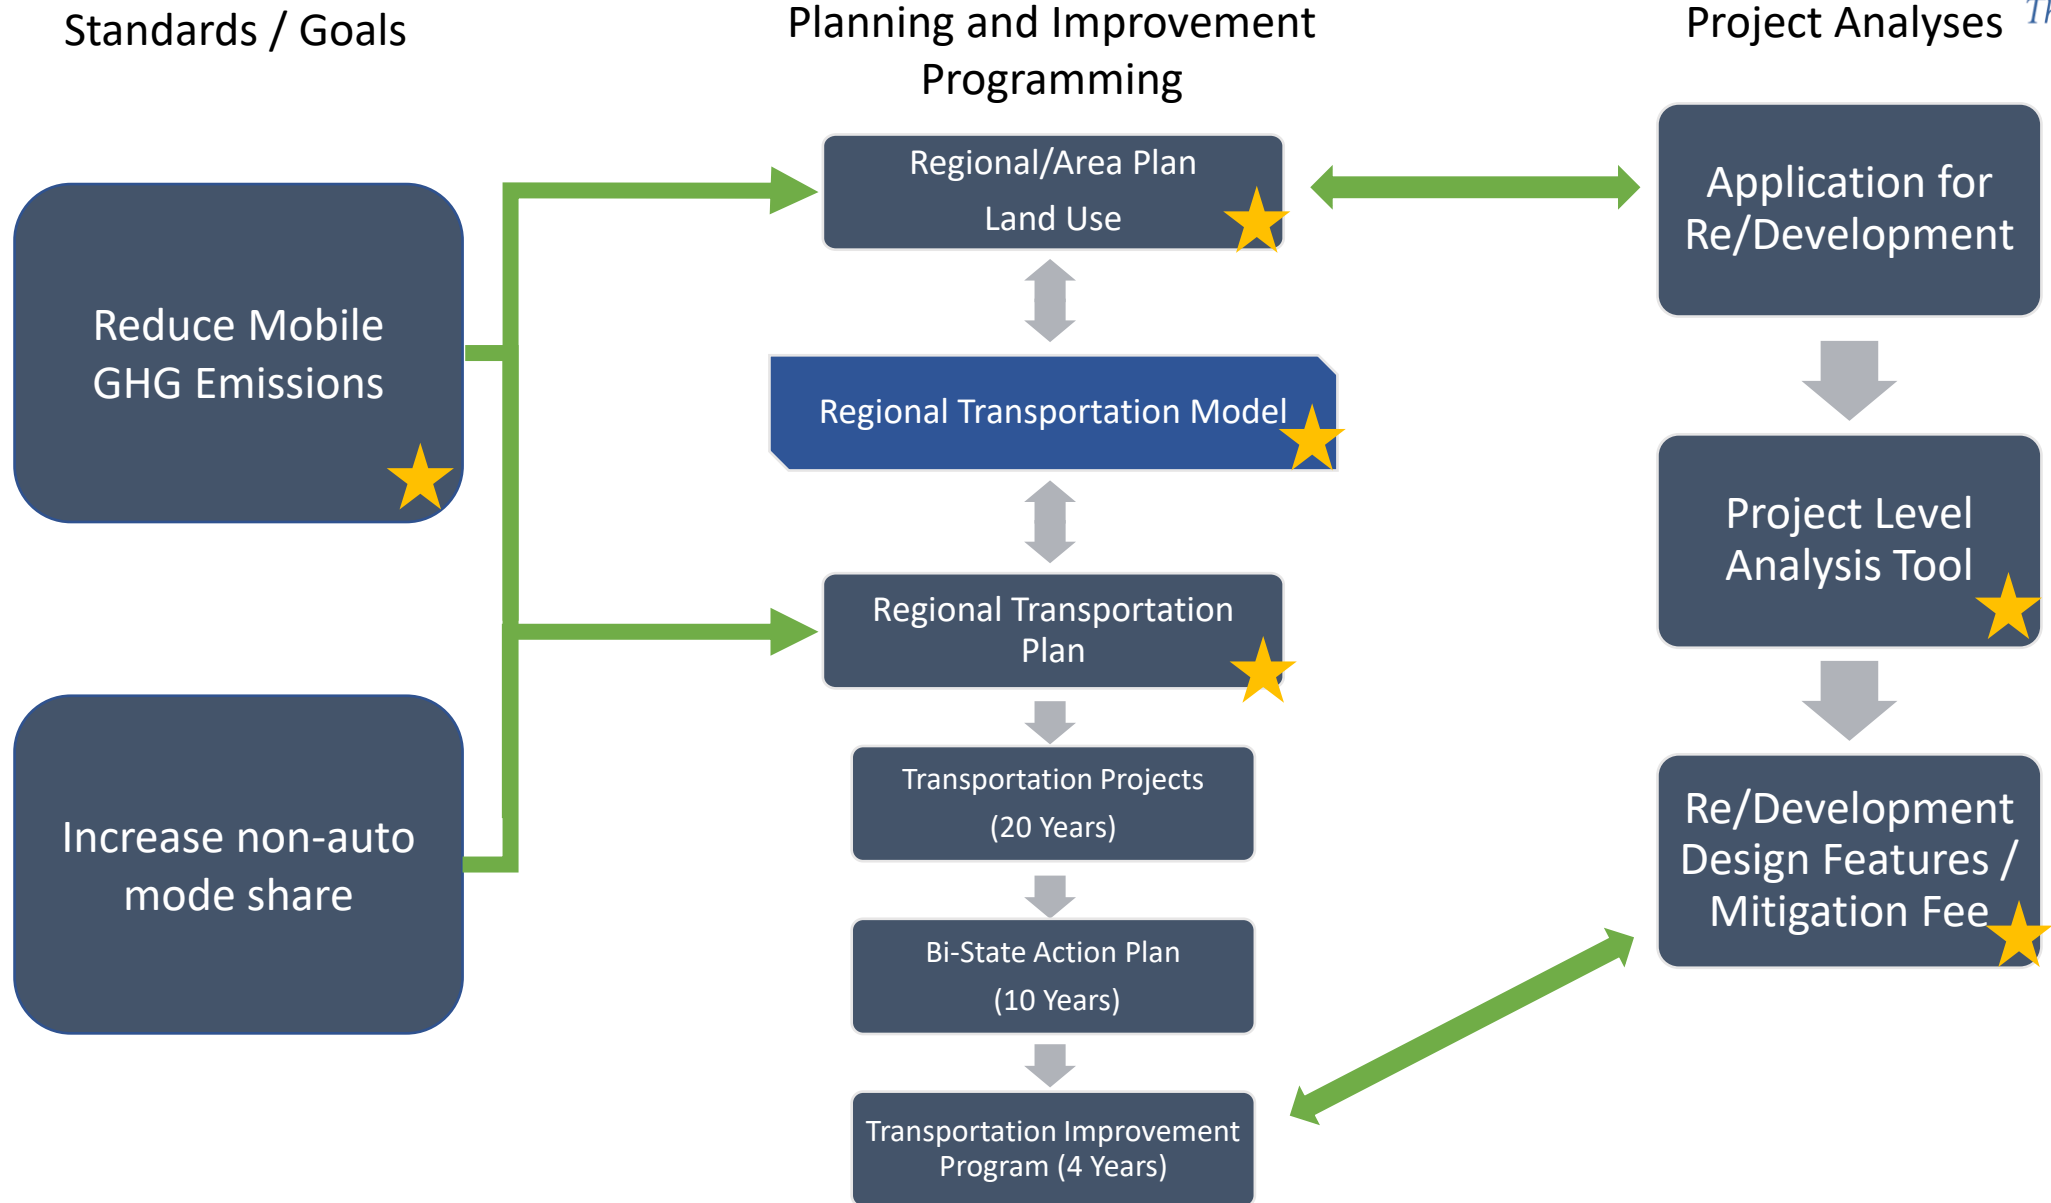 Standards / Goals
Planning and Improvement
Programming
Project Analyses
Th
Reduce Mobile
GHG Emissions
Increase non-auto
mode share
Regional/Area Plan
Land Use
Regional Transportation Model
Regional Transportation
Plan
Transportation Projects
(20 Years)
Bi-State Action Plan
(10 Years)
Transportation Improvement
Program (4 Years)
Application for
Re/Development
Project Level
Analysis Tool
Re/Development
Design Features /
Mitigation Fee